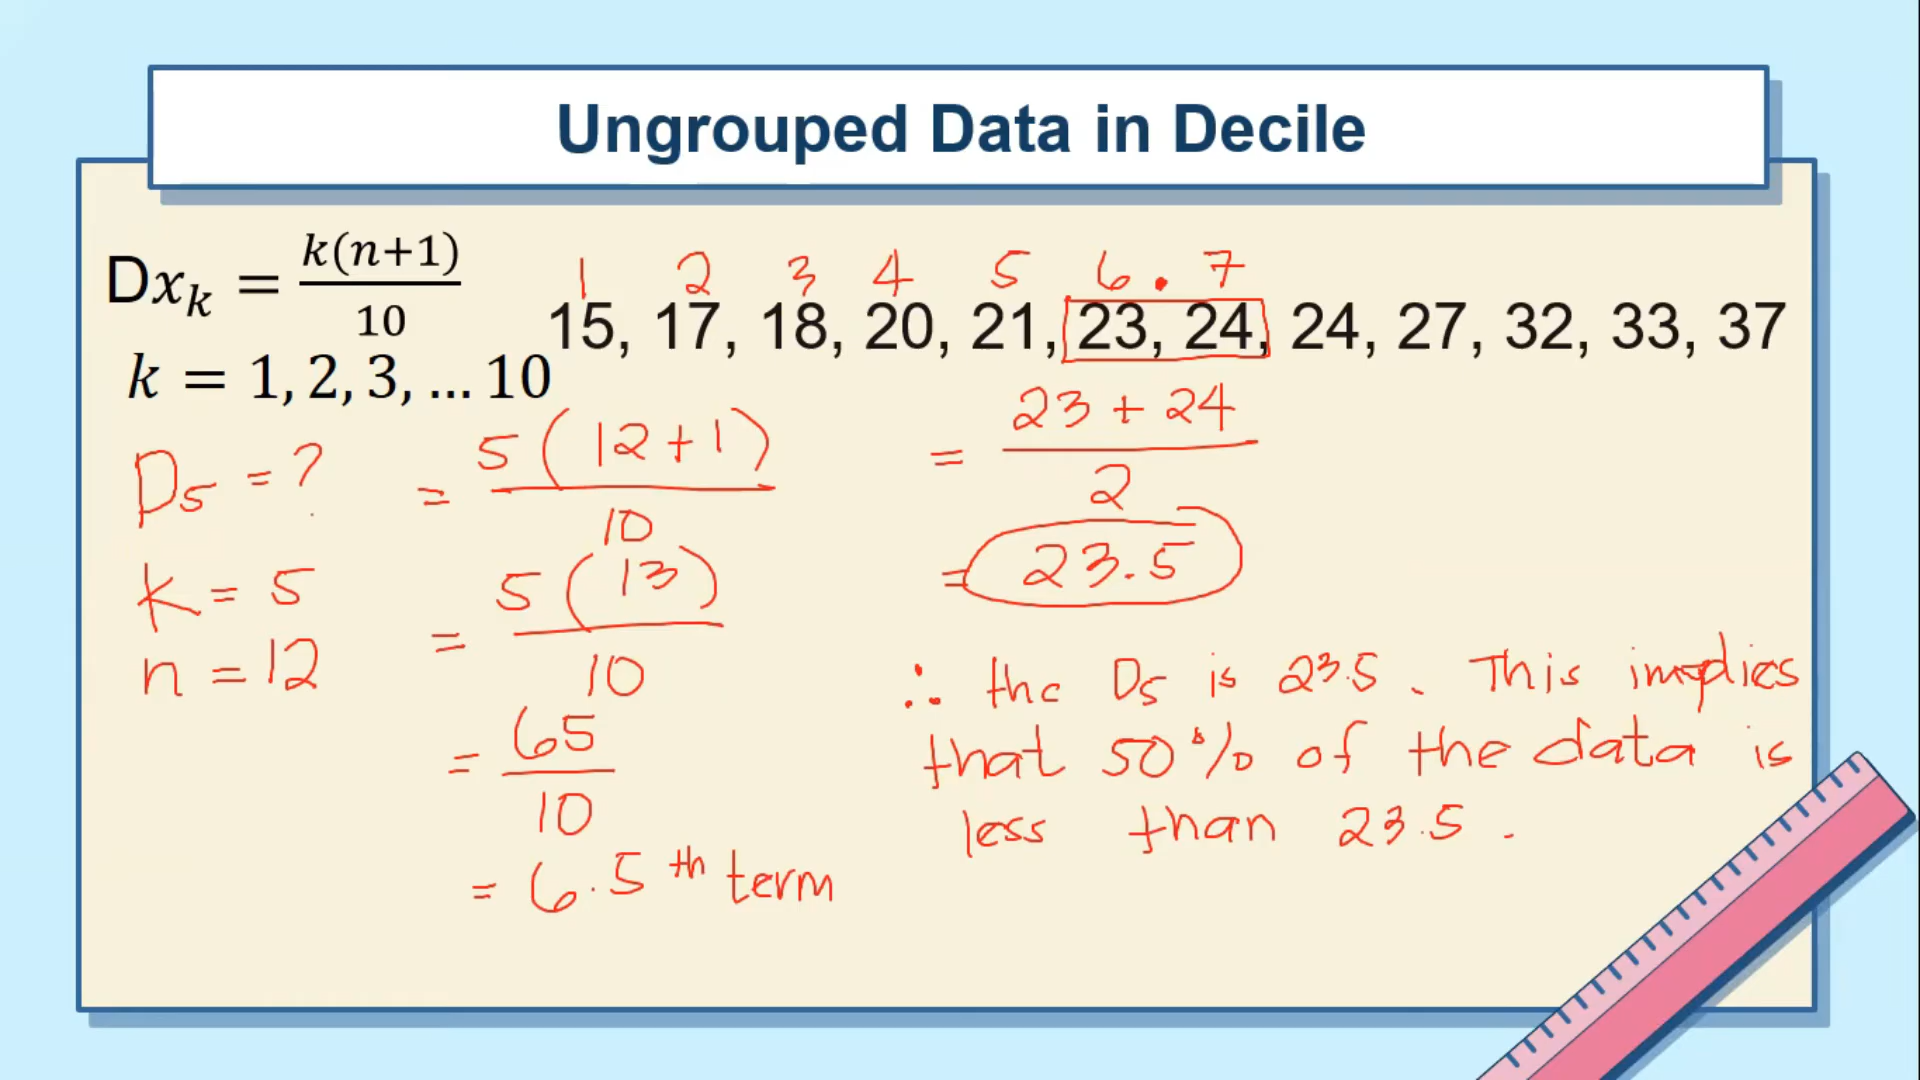 Ungrouped Data in Decile
Dx_k = k(n+1)/10
k = 1, 2, 3, ... 10
1 2 3 4 5 6 . 7
15, 17, 18, 20, 21, 23, 24, 24, 27, 32, 33, 37
D5 = ?
k = 5
n = 12
= 5(12+1)/10
= 5(13)/10
= 65/10
= 6.5th term
= 23 + 24/2
= 23.5
∴ the D5 is 23.5. This implies
that 50% of the data is
less than 23.5.